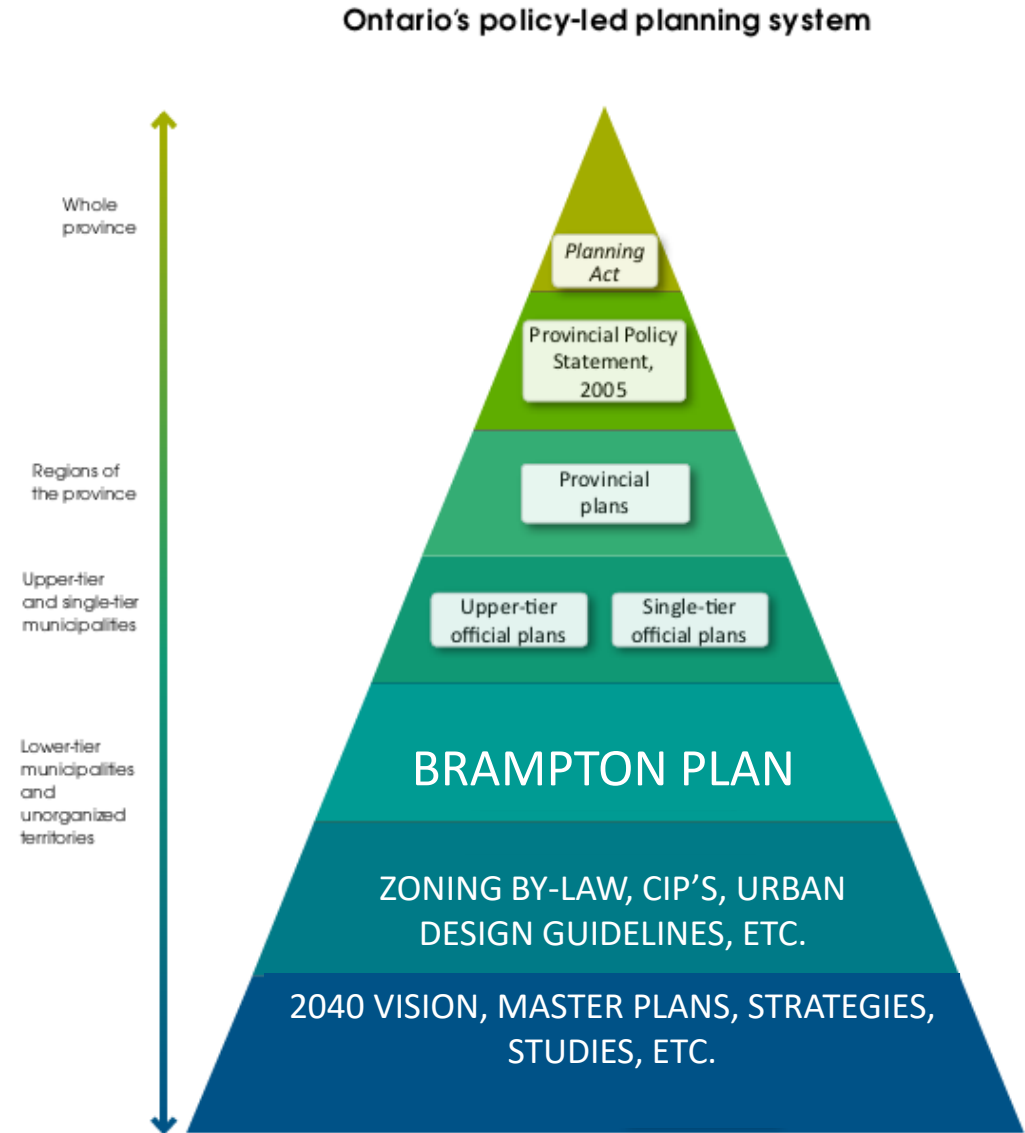 Ontario's policy-led planning system
Whole
province
Planning
Act
Provincial Policy
Statement,
2005
Regions of
the province
Provincial
plans
Upper-tier
and single-tier
municipalities
Upper-tier
official plans
Single-tier
official plans
Lower-tier
municipalities
and
unorganized
territories
BRAMPTON PLAN
ZONING BY-LAW, CIP'S, URBAN
DESIGN GUIDELINES, ETC.
2040 VISION, MASTER PLANS, STRATEGIES,
STUDIES, ETC.